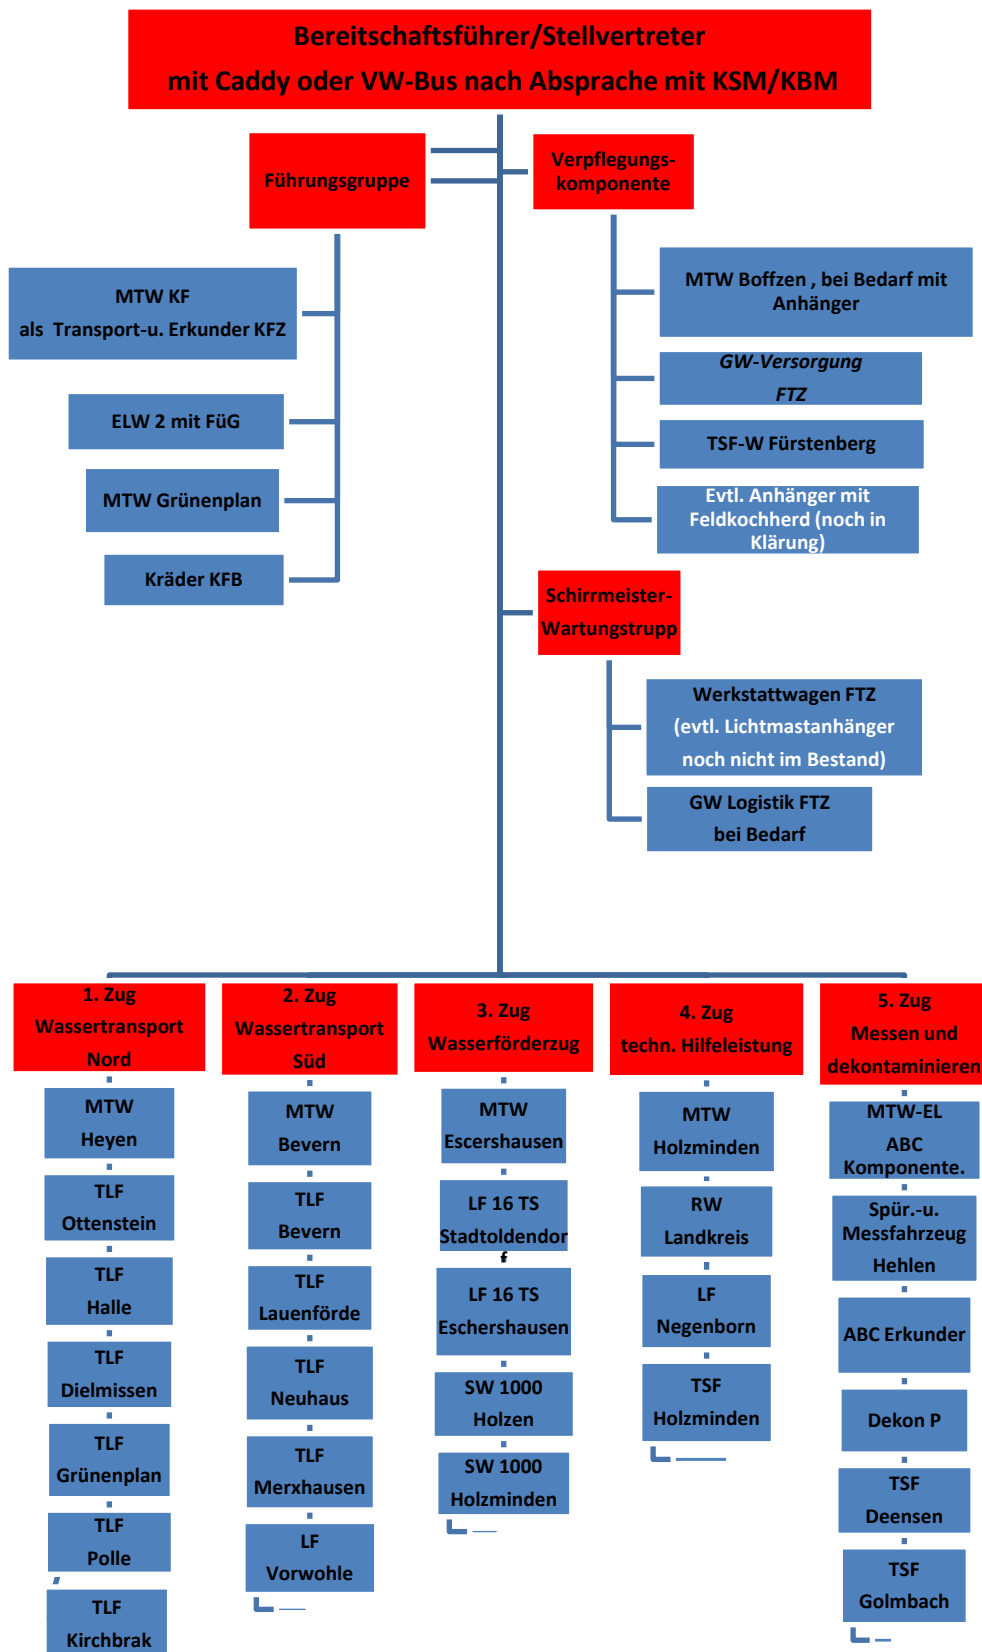 Bereitschaftsführer/Stellvertreter
mit Caddy oder VW-Bus nach Absprache mit KSM/KBM
Führungsgruppe
MTW KF
als Transport-u. Erkunder KFZ
ELW 2 mit FüG
MTW Grünenplan
Kräder KFB
Verpflegungs-
komponente
MTW Boffzen , bei Bedarf mit
Anhänger
GW-Versorgung
FTZ
TSF-W Fürstenberg
Evtl. Anhänger mit
Feldkochherd (noch in
Klärung)
Schirrmeister-
Wartungstrupp
Werkstattwagen FTZ
(evtl. Lichtmastanhänger
noch nicht im Bestand)
GW Logistik FTZ
bei Bedarf
1. Zug
Wassertransport
Nord
MTW
Heyen
TLF
Ottenstein
TLF
Halle
TLF
Dielmissen
TLF
Grünenplan
TLF
Polle
TLF
Kirchbrak
2. Zug
Wassertransport
Süd
MTW
Bevern
TLF
Bevern
TLF
Lauenförde
TLF
Neuhaus
TLF
Merxhausen
LF
Vorwohle
3. Zug
Wasserförderzug
MTW
Escershausen
LF 16 TS
Stadtoldendor
f
LF 16 TS
Eschershausen
SW 1000
Holzen
SW 1000
Holzminden
4. Zug
techn. Hilfeleistung
MTW
Holzminden
RW
Landkreis
LF
Negenborn
TSF
Holzminden
5. Zug
Messen und
dekontaminieren
MTW-EL
ABC
Komponente.
Spür.-u.
Messfahrzeug
Hehlen
ABC Erkunder
Dekon P
TSF
Deensen
TSF
Golmbach